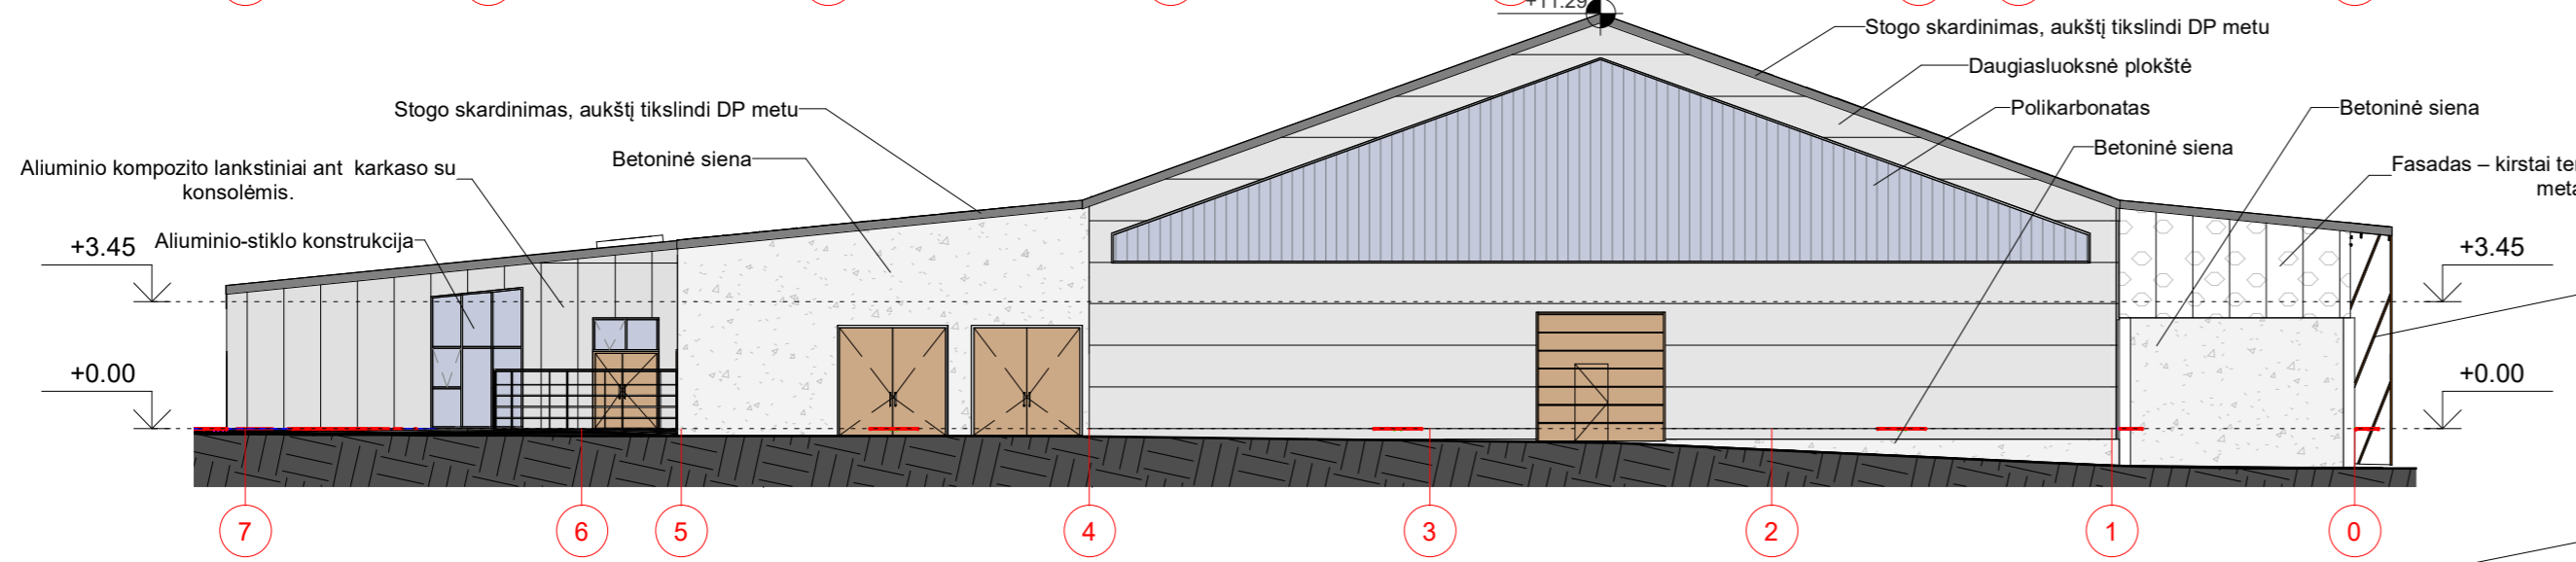 +11.29
Stogo skardinimas, aukštį tikslindi DP metu
Daugiasluoksnė plokštė
Stogo skardinimas, aukštį tikslindi DP metu
Polikarbonatas
Betoninė siena
Betoninė siena
Betoninė siena
Aliuminio kompozito lankstiniai ant karkaso su
konsolėmis.
Fasadas – kirstai
Aliuminio-stiklo konstrukcija
+3.45
+3.45
+0.00
+0.00
7
6
5
4
3
2
1
0